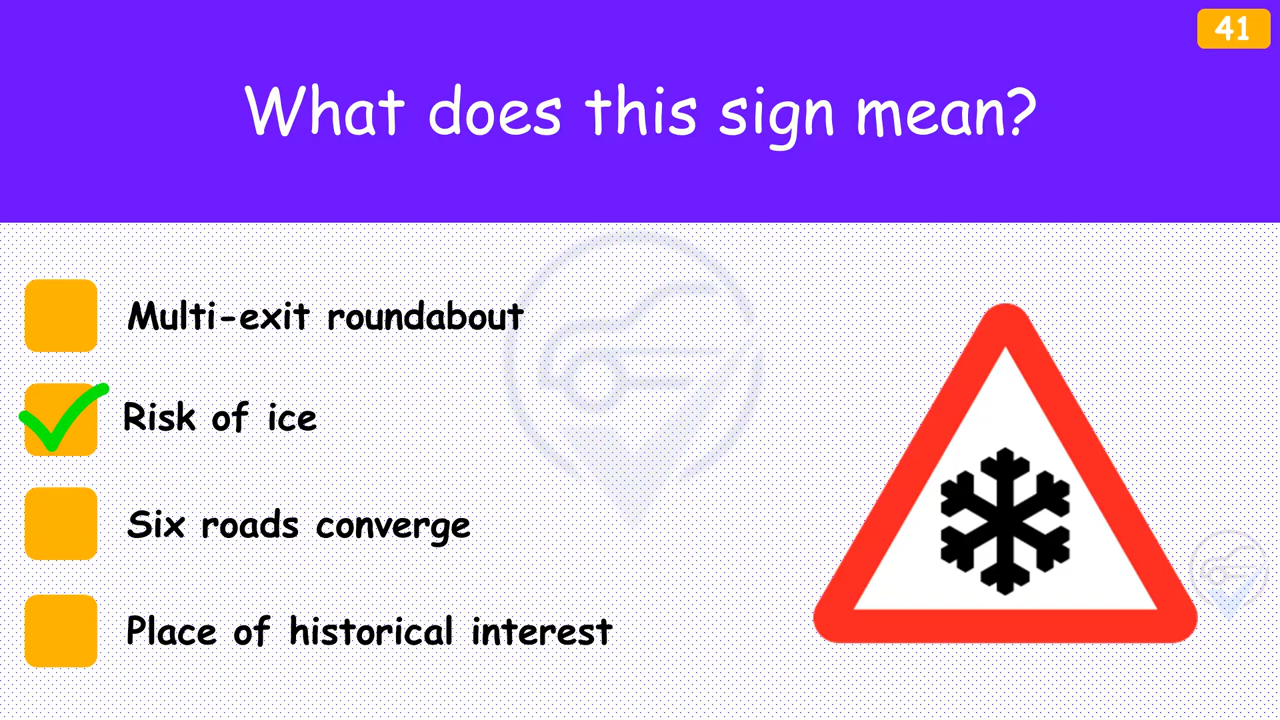 41
What does this sign mean?
Multi-exit roundabout
Risk of ice
Six roads converge
Place of historical interest